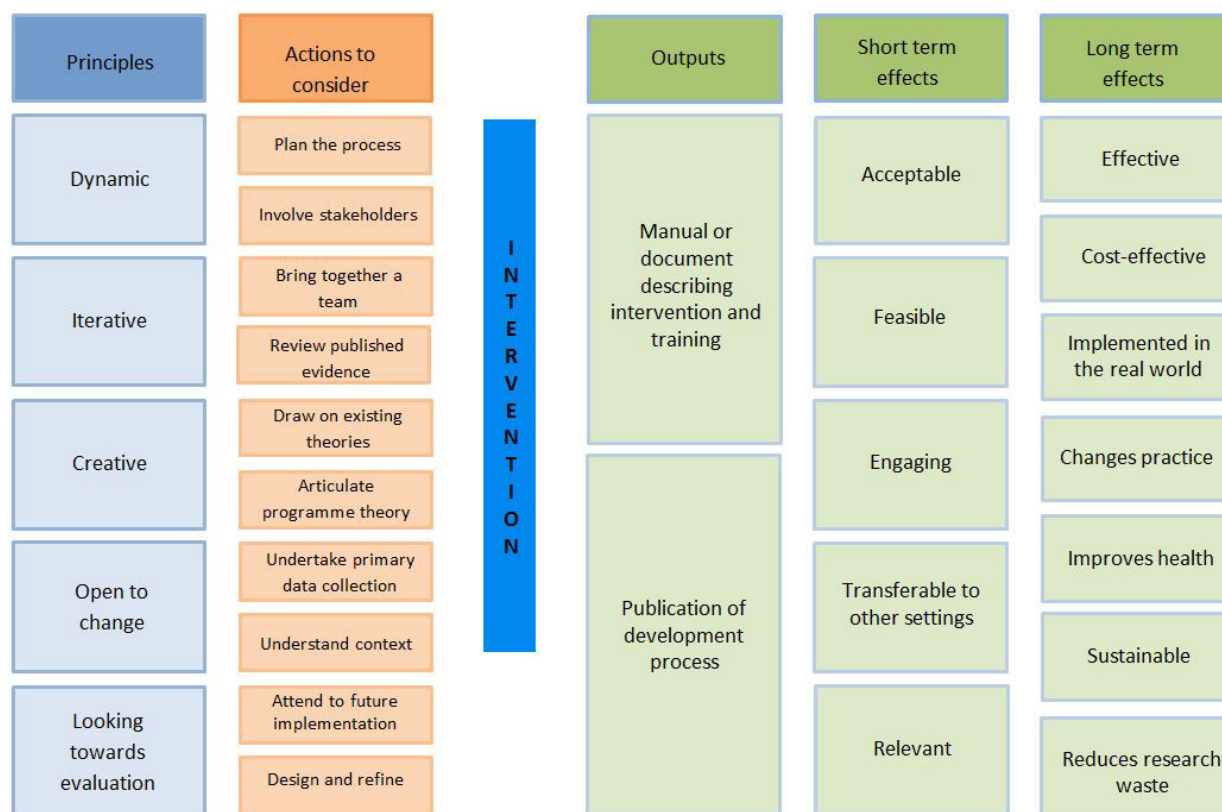 Principles
Dynamic
Iterative
Creative
Open to
change
Looking
towards
evaluation
Actions to
consider
Plan the process
Involve stakeholders
Bring together a
team
Review published
evidence
Draw on existing
theories
Articulate
programme theory
Undertake primary
data collection
Understand context
Attend to future
implementation
Design and refine
INTERVENTION
Outputs
Manual or
document
describing
intervention and
training
Publication of
development
process
Short term
effects
Acceptable
Feasible
Engaging
Transferable to
other settings
Relevant
Long term
effects
Effective
Cost-effective
Implemented in
the real world
Changes practice
Improves health
Sustainable
Reduces research
waste